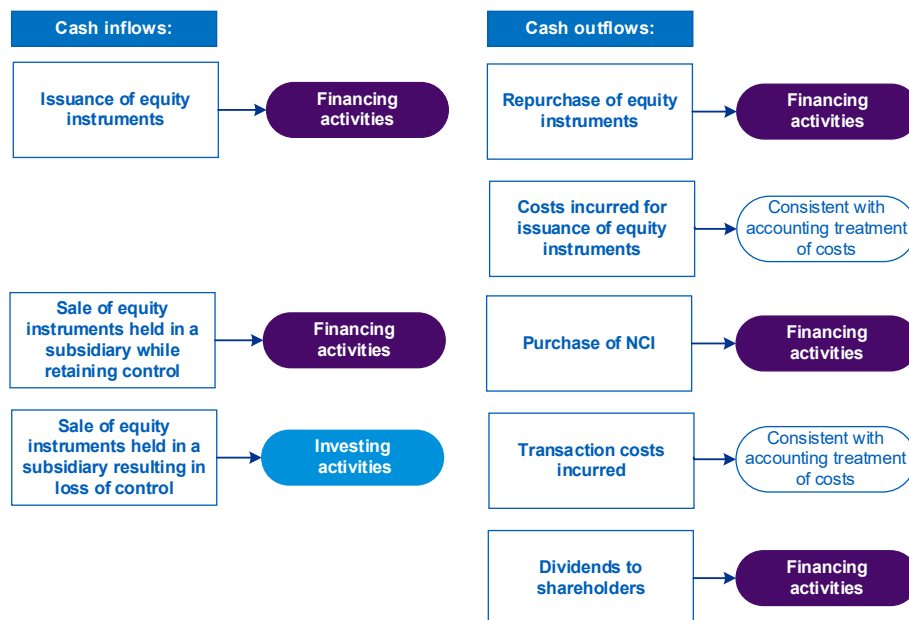 Cash inflows:
Cash outflows:
Issuance of equity
instruments
Financing
activities
Repurchase of equity
instruments
Financing
activities
Costs incurred for
issuance of equity
instruments
Consistent with
accounting treatment
of costs
Sale of equity
instruments held in a
subsidiary while
retaining control
Financing
activities
Purchase of NCI
Financing
activities
Sale of equity
instruments held in a
subsidiary resulting in
loss of control
Investing
activities
Transaction costs
incurred
Consistent with
accounting treatment
of costs
Dividends to
shareholders
Financing
activities